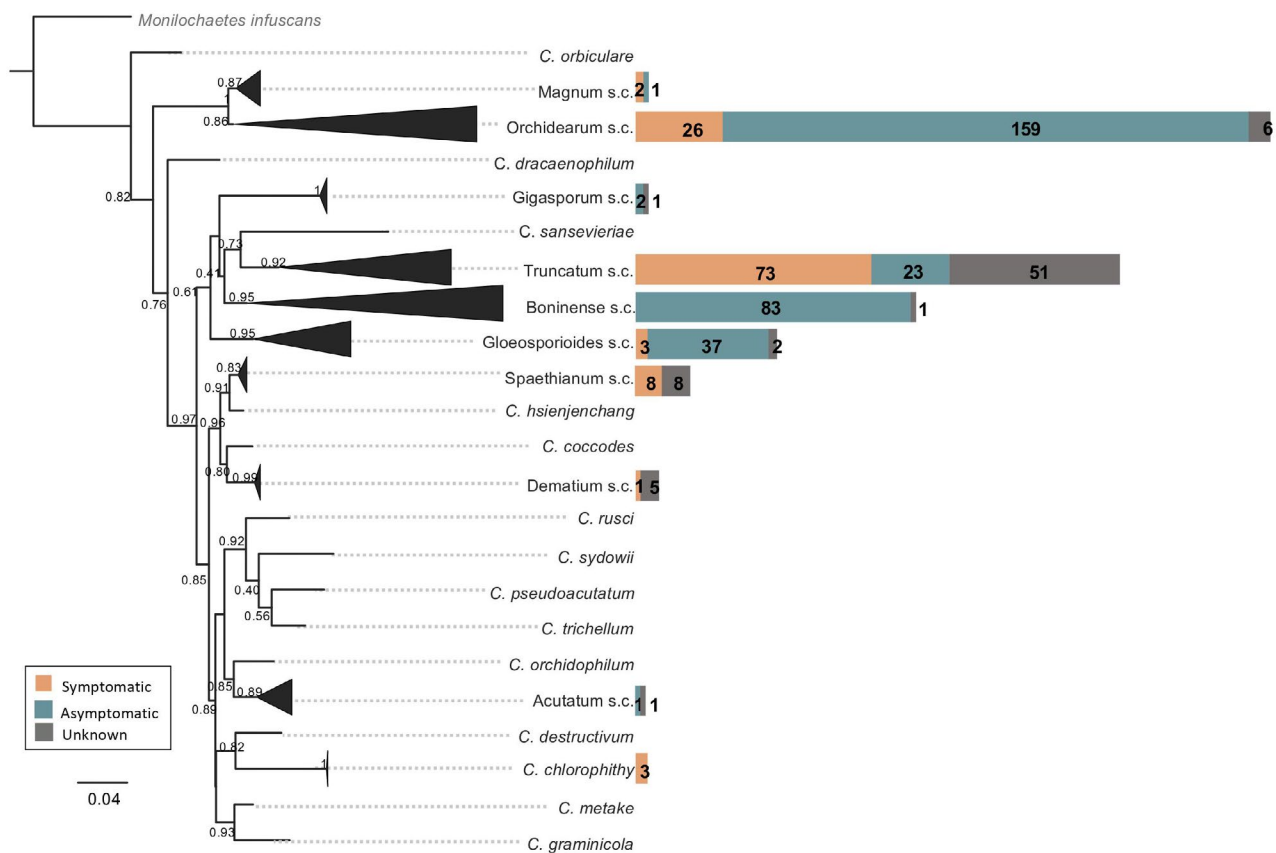 Monilochaetes infuscans
C. orbiculare
0.87
Magnum s.c. 2 1
1
0.86
Orchidearum s.c. 26 159 6
C. dracaenophilum
0.82
1
Gigasporum s.c. 2 1
C. sansevieriae
0.73
0.92
Truncatum s.c. 73 23 51
0.41
0.61
0.76
0.95
Boninense s.c. 83 1
0.95
Gloeosporioides s.c. 3 37 2
0.83
Spaethianum s.c. 8 8
0.91
C. hsienjenchang
0.97
0.96
C. coccodes
0.80
0.99
Dematium s.c. 1 5
C. rusci
0.92
C. sydowii
0.85
0.40
C. pseudoacutatum
0.56
C. trichellum
C. orchidophilum
0.85
0.89
Acutatum s.c. 1 1
0.89
C. destructivum
0.82
1
C. chlorophithy 3
C. metake
0.93
C. graminicola
Symptomatic
Asymptomatic
Unknown
0.04